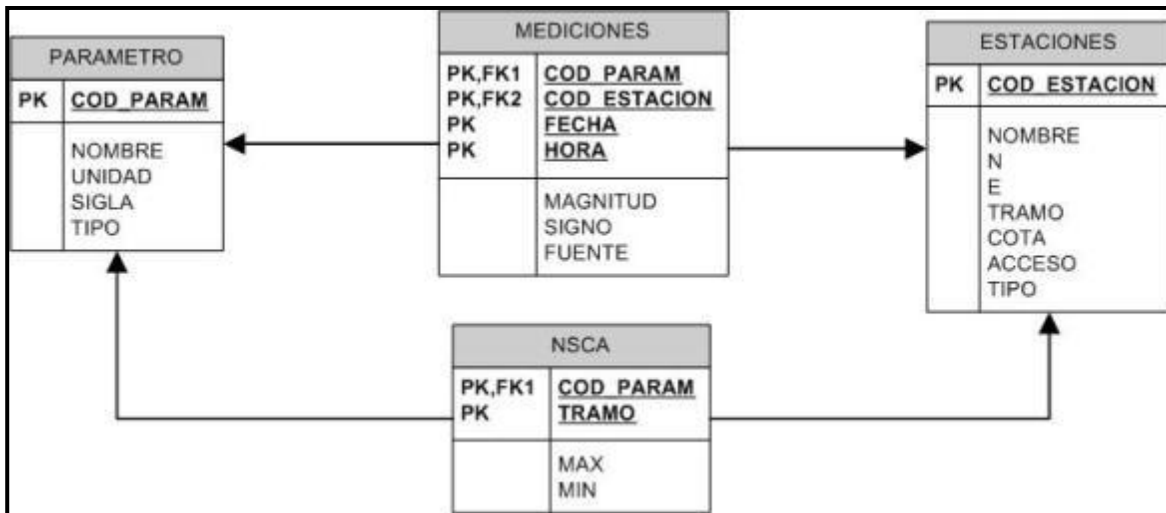 PARAMETRO
PK COD_PARAM
NOMBRE
UNIDAD
SIGLA
TIPO
MEDICIONES
PK,FK1 COD_PARAM
PK,FK2 COD_ESTACION
PK FECHA
PK HORA
MAGNITUD
SIGNO
FUENTE
ESTACIONES
PK COD_ESTACION
NOMBRE
N
E
TRAMO
COTA
ACCESO
TIPO
NSCA
PK,FK1 COD_PARAM
PK TRAMO
MAX
MIN